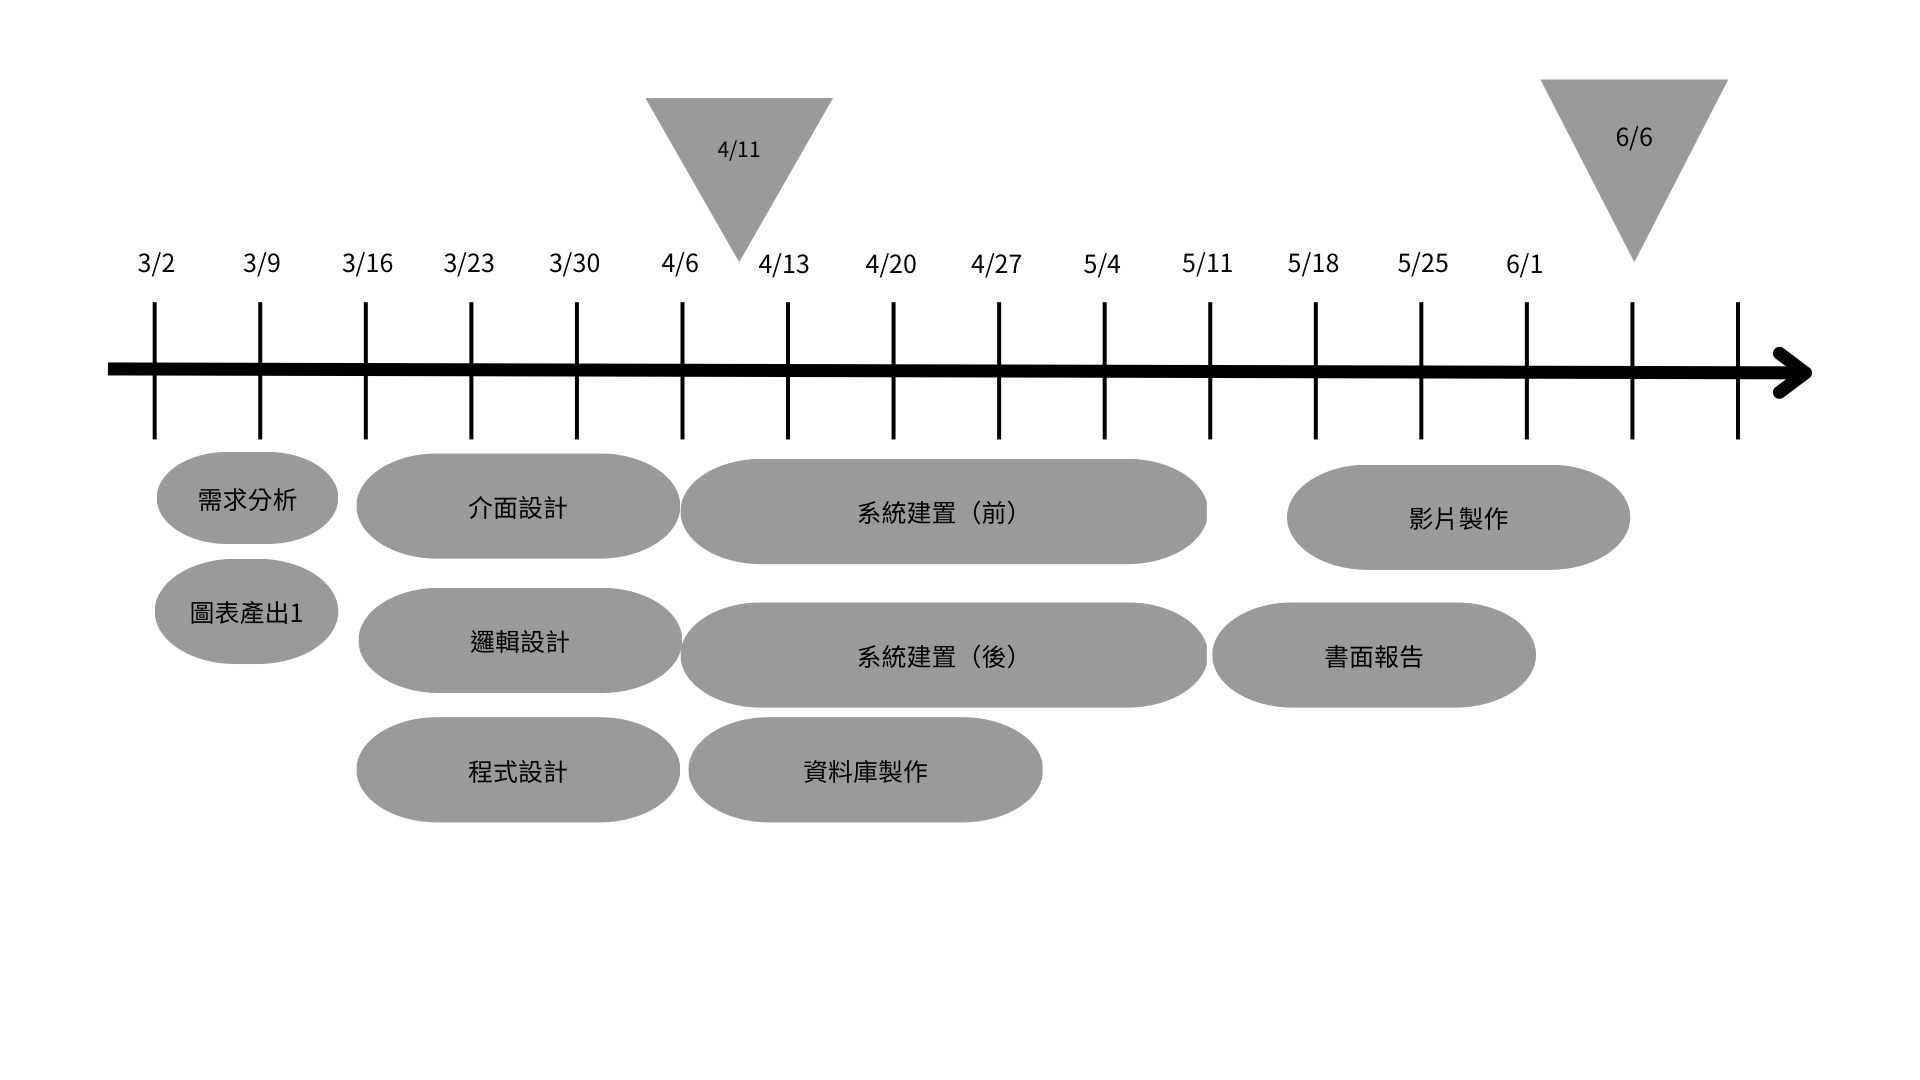 4/11
6/6
3/2
3/9
3/16
3/23
3/30
4/6
4/13
4/20
4/27
5/4
5/11
5/18
5/25
6/1
需求分析
介面設計
系統建置（前）
影片製作
圖表產出1
邏輯設計
系統建置（後）
書面報告
程式設計
資料庫製作